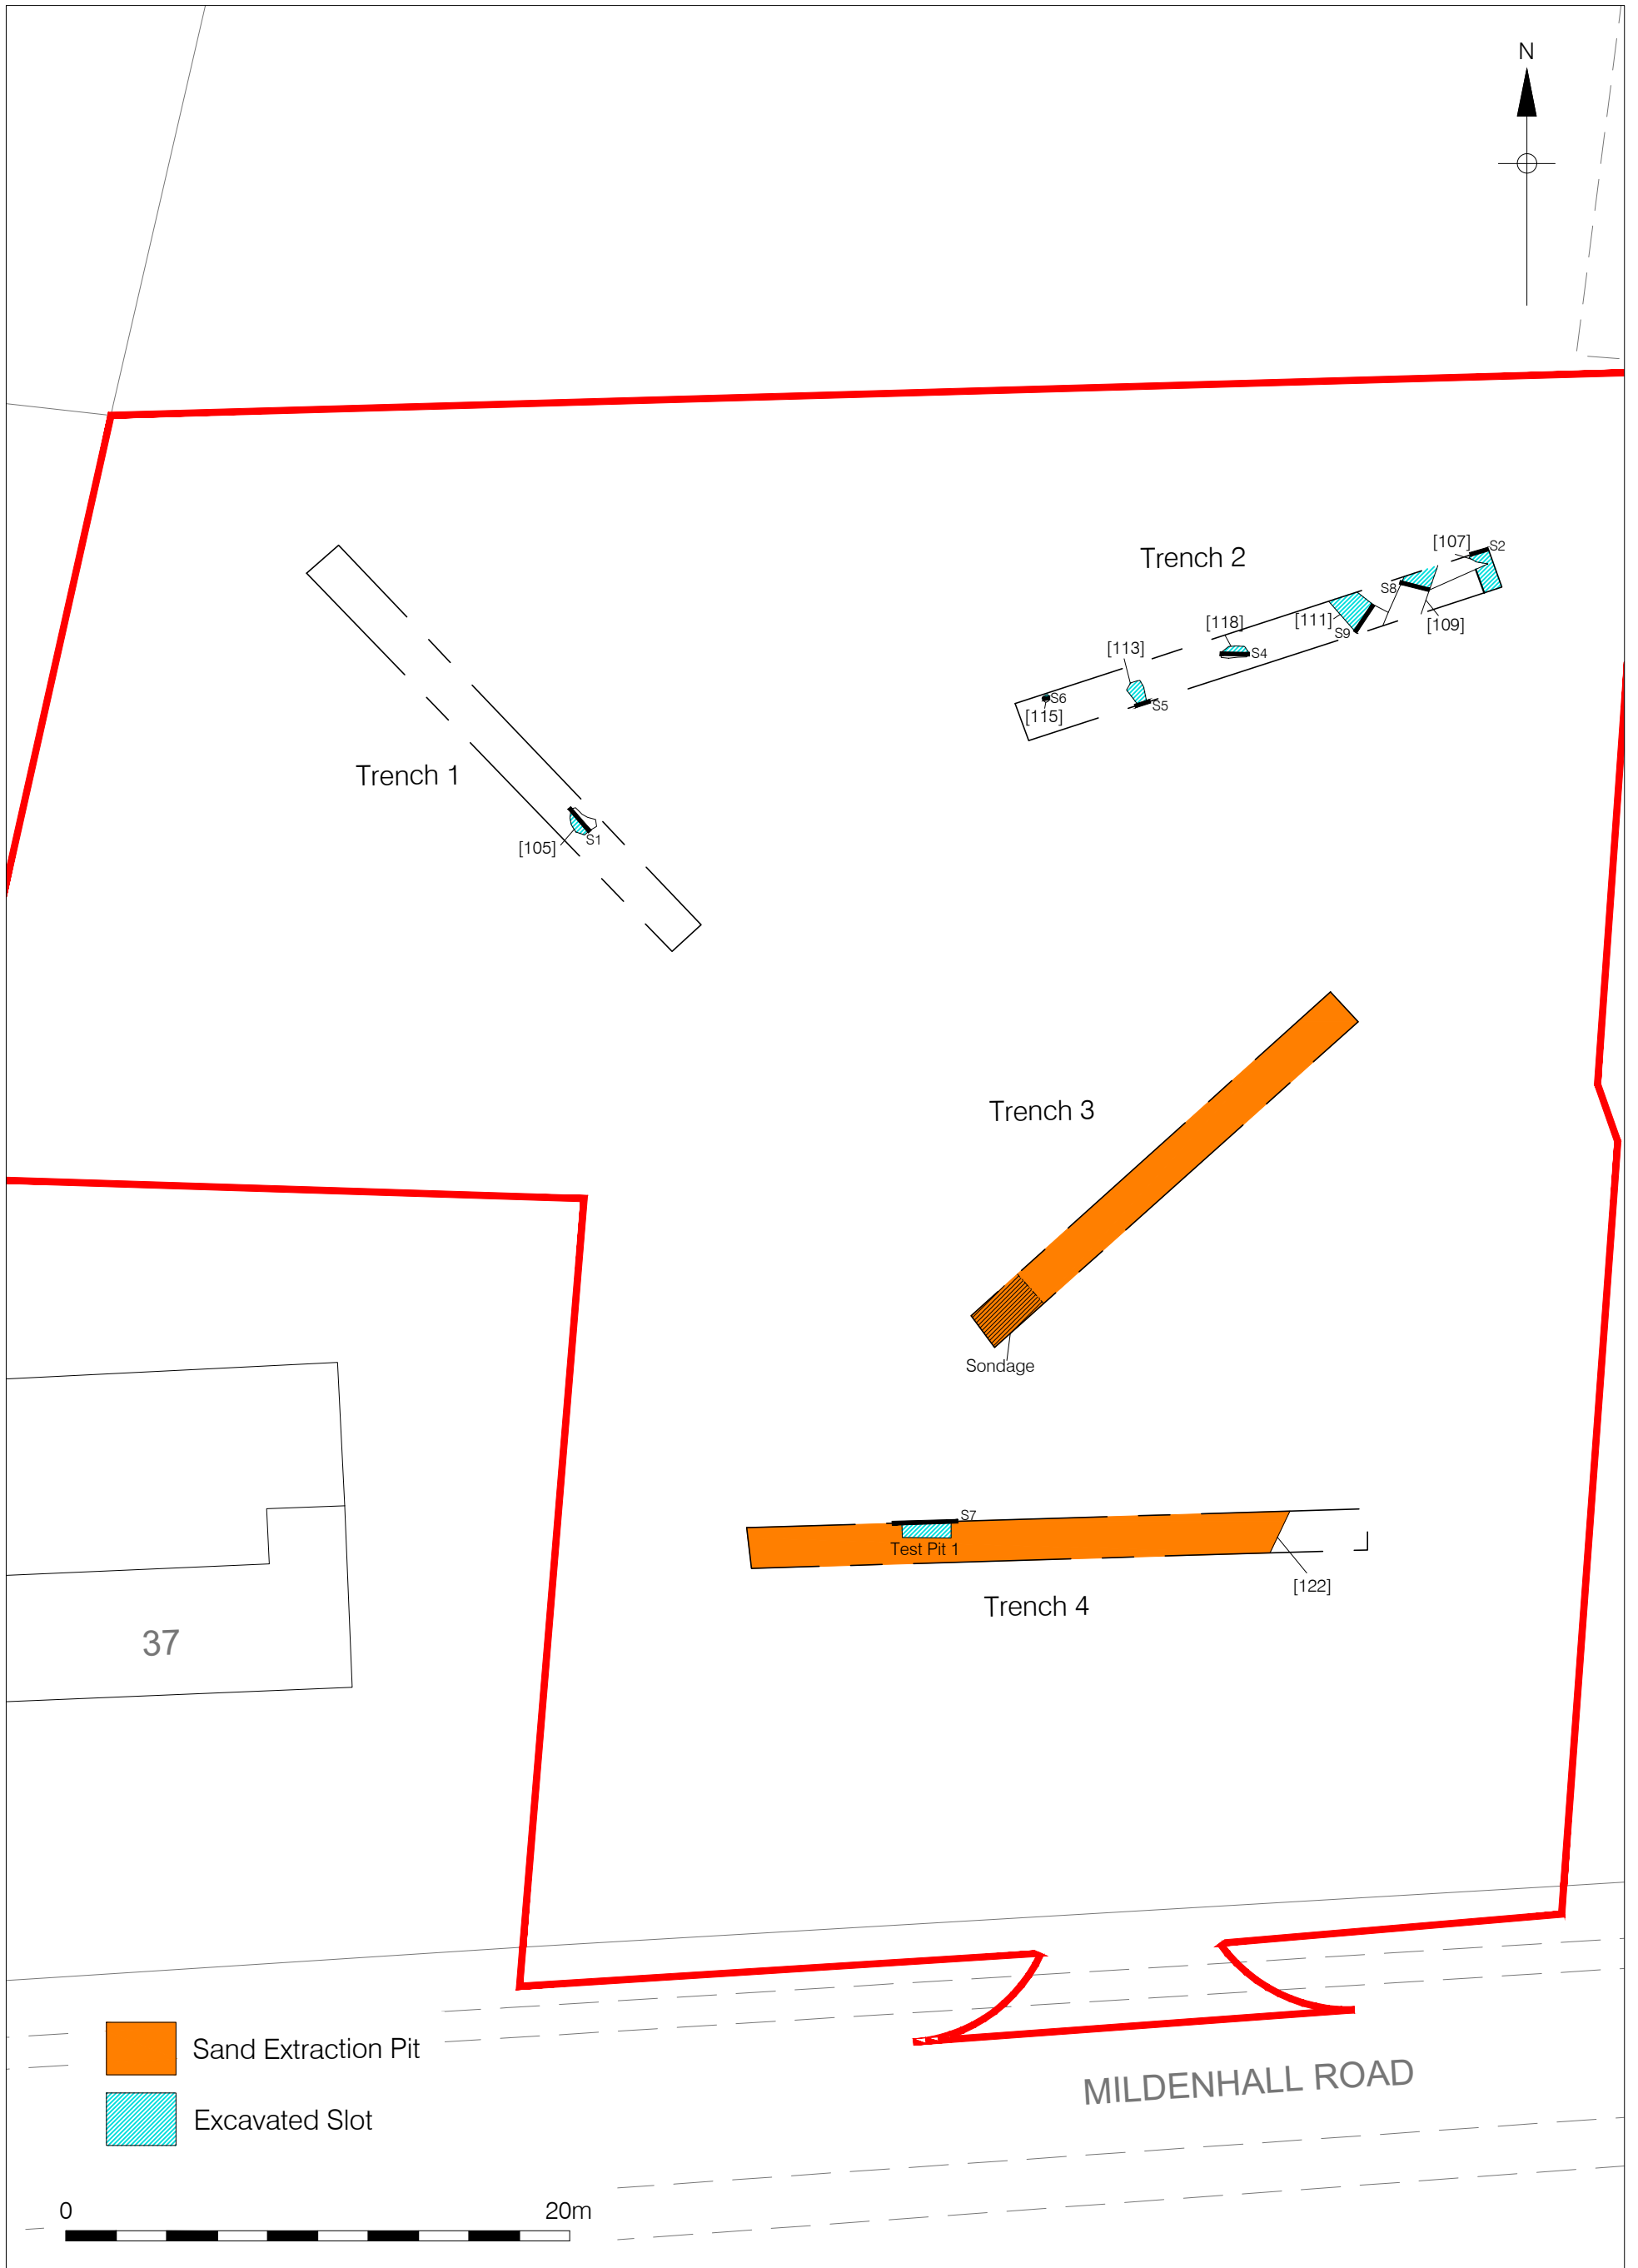 N
Trench 2
[107]
S2
S8
[109]
[111]
S9
[118]
S4
[113]
S5
S6
[115]
Trench 1
[105]
S1
Trench 3
Sondage
S7
Test Pit 1
[122]
Trench 4
37
Sand Extraction Pit
Excavated Slot
MILDENHALL ROAD
0 20m